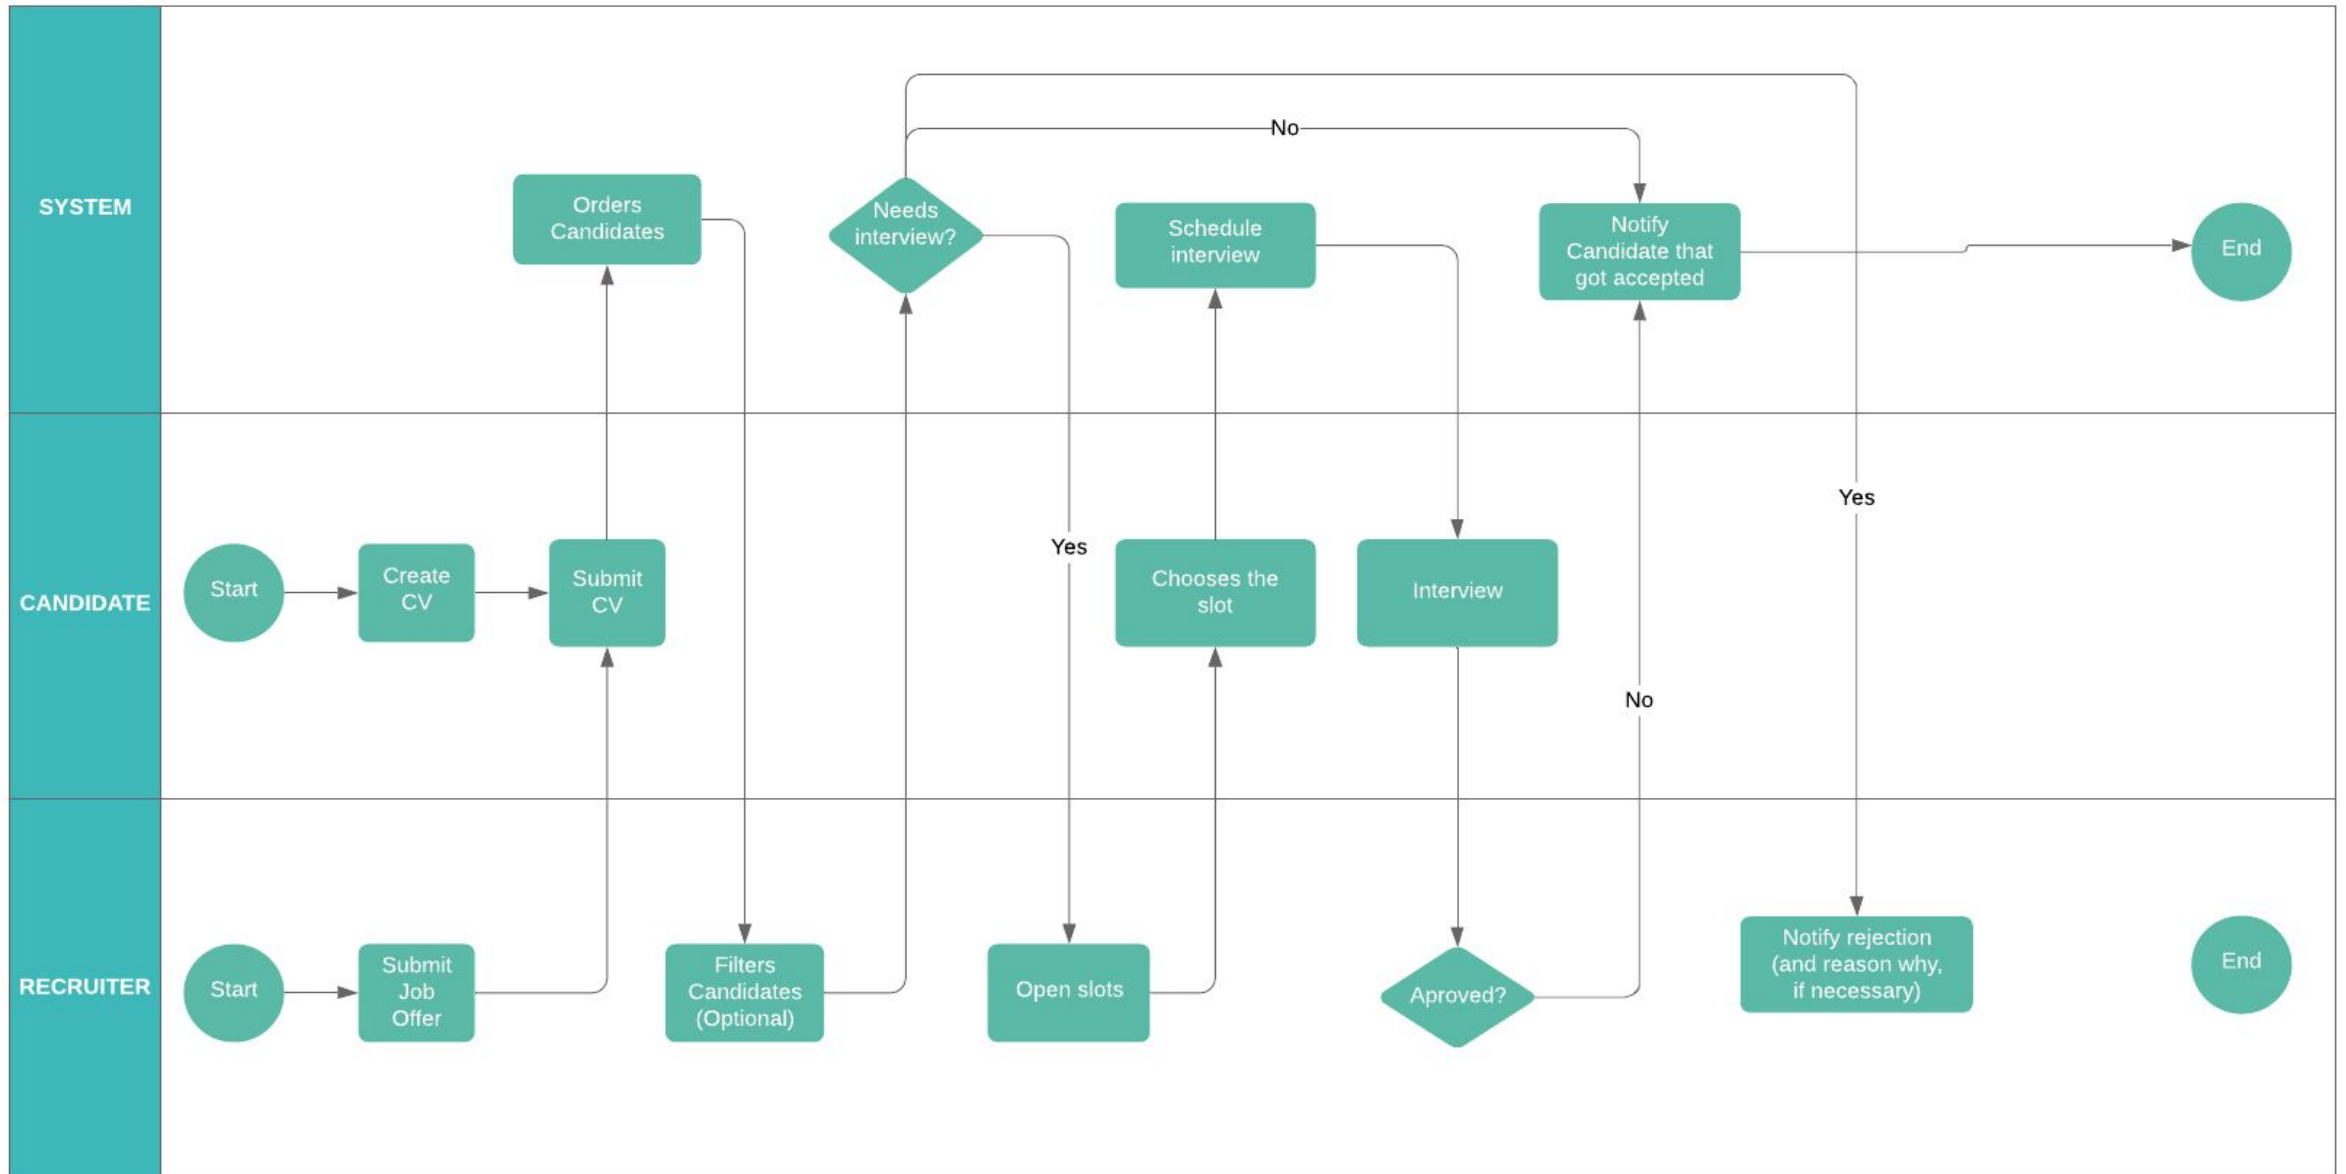 SYSTEM
No
Orders
Candidates
Needs
interview?
Schedule
interview
Notify
Candidate that
got accepted
End
CANDIDATE
Start
Create
CV
Submit
CV
Yes
Chooses the
slot
Interview
No
Yes
RECRUITER
Start
Submit
Job
Offer
Filters
Candidates
(Optional)
Open slots
Aproved?
Notify rejection
(and reason why,
if necessary)
End